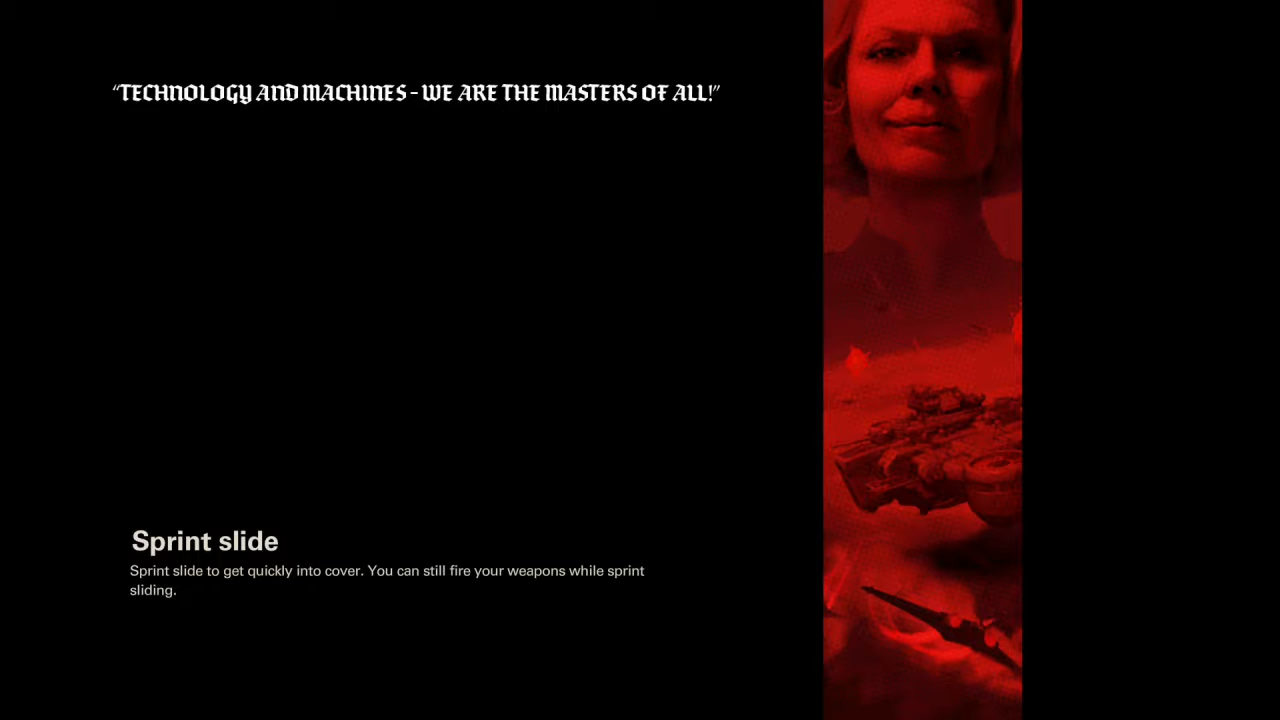 “TECHNOLOGY AND MACHINES - WE ARE THE MASTERS OF ALL!”
Sprint slide
Sprint slide to get quickly into cover. You can still fire your weapons while sprint
sliding.